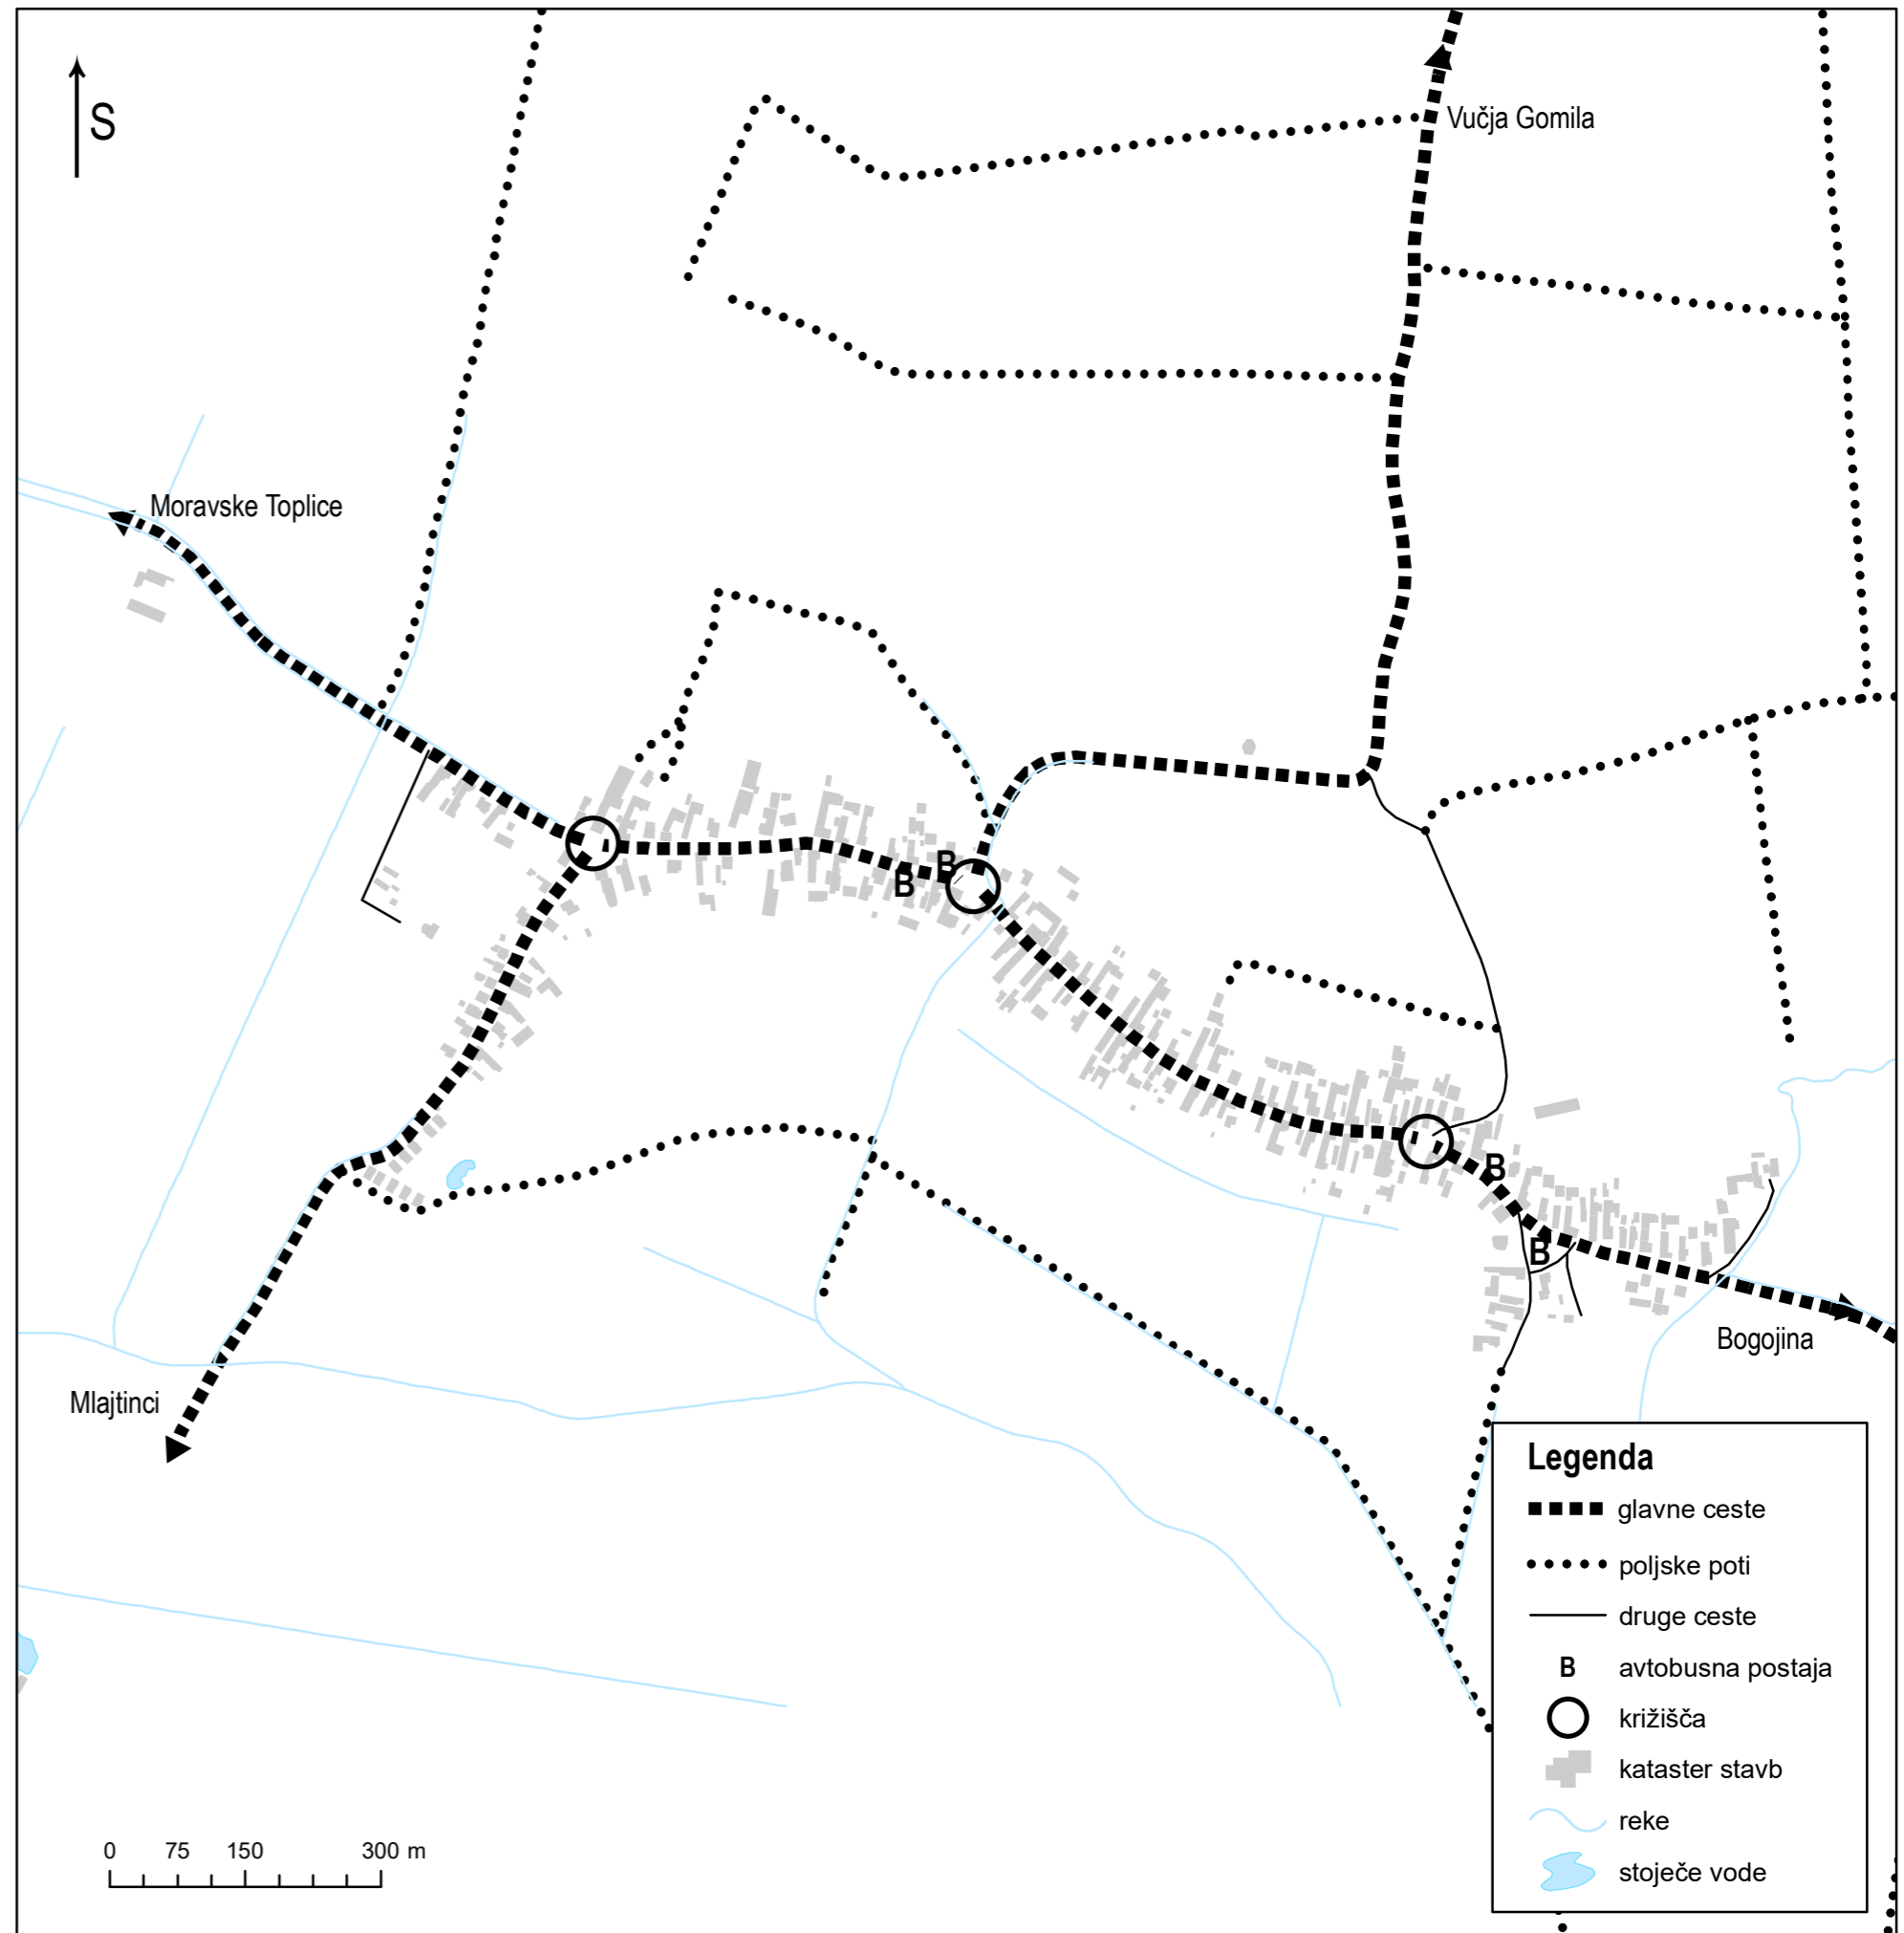 S
Vučja Gomila
Moravske Toplice
B
B
B
B
Bogojina
Mlajtinci
Legenda
glavne ceste
poljske poti
druge ceste
B avtobusna postaja
križišča
kataster stavb
reke
stoječe vode
0 75 150 300 m